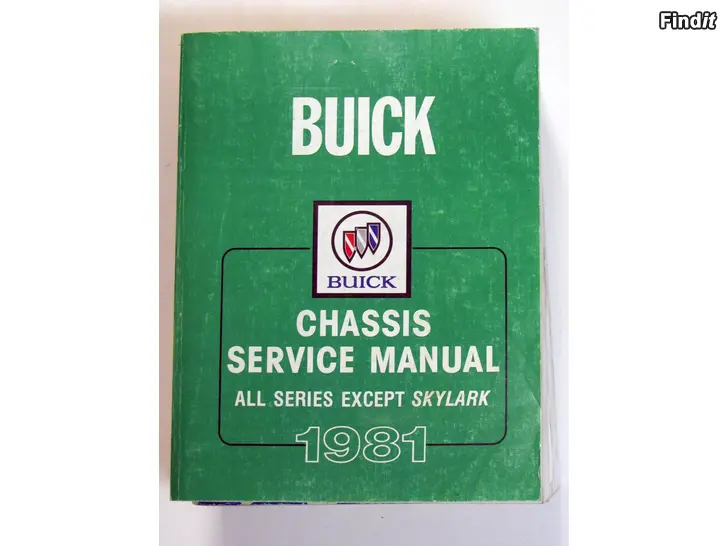 Findit
BUICK
BUICK
CHASSIS
SERVICE MANUAL
ALL SERIES EXCEPT SKYLARK
1981